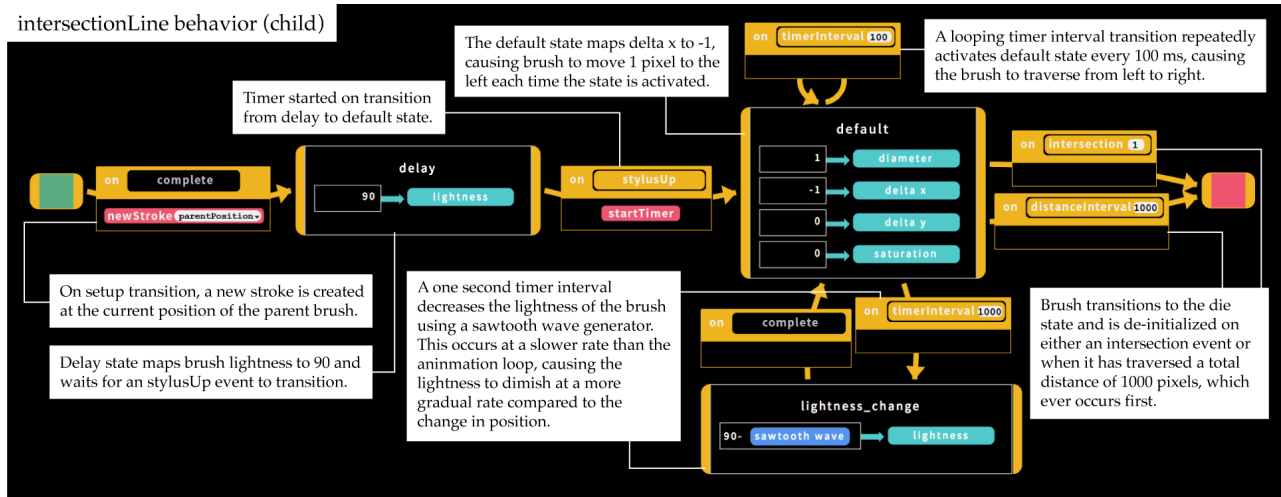 intersectionLine behavior (child)
The default state maps delta x to -1,
causing brush to move 1 pixel to the
left each time the state is activated.
on timerInterval 100
A looping timer interval transition repeatedly
activates default state every 100 ms, causing
the brush to traverse from left to right.
Timer started on transition
from delay to default state.
on complete
newStroke parentPosition
delay
90 lightness
on stylusUp
startTimer
default
1 diameter
-1 delta x
0 delta y
0 saturation
on intersection 1
on distanceInterval 1000
On setup transition, a new stroke is created
at the current position of the parent brush.
Delay state maps brush lightness to 90 and
waits for an stylusUp event to transition.
A one second timer interval
decreases the lightness of the brush
using a sawtooth wave generator.
This occurs at a slower rate than the
aninmation loop, causing the
lightness to dimish at a more
gradual rate compared to the
change in position.
on complete
on timerInterval 1000
lightness_change
90- sawtooth wave lightness
Brush transitions to the die
state and is de-initialized on
either an intersection event or
when it has traversed a total
distance of 1000 pixels, which
ever occurs first.